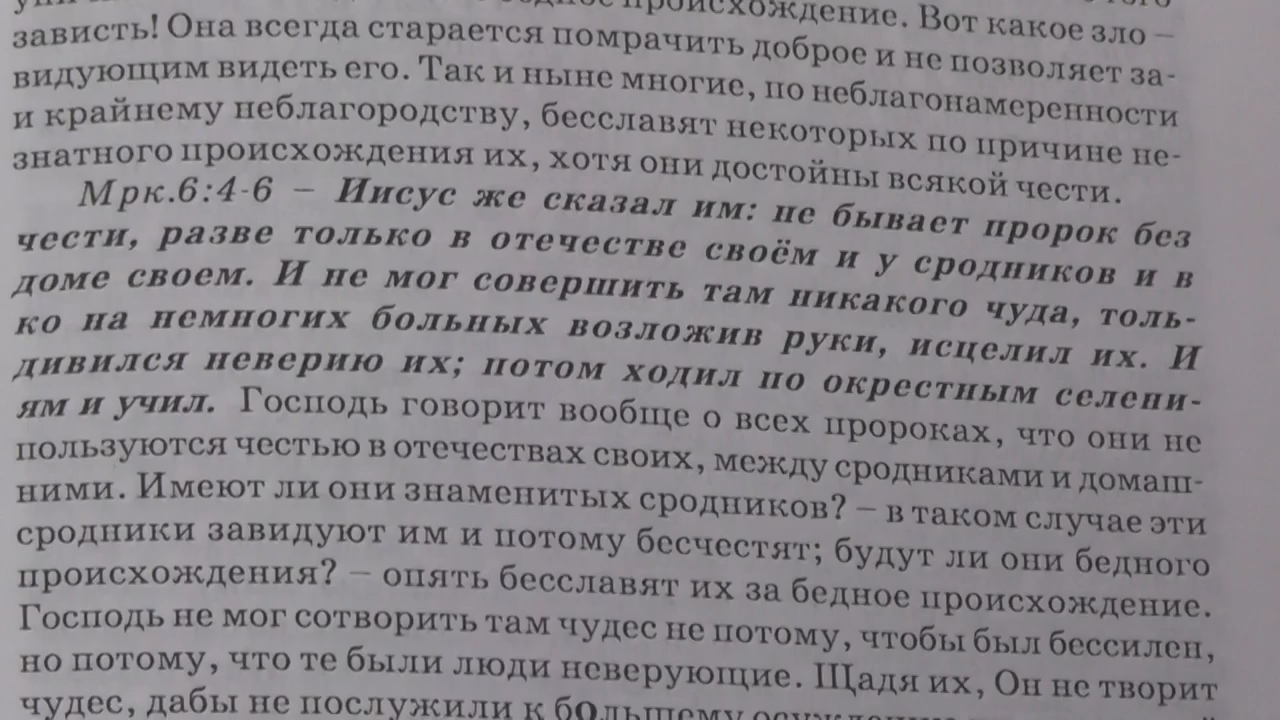 происхождение. Вот какое зло –
зависть! Она всегда старается помрачить доброе и не позволяет за-
видующим видеть его. Так и ныне многие, по неблагонамеренности
и крайнему неблагородству, бесславят некоторых по причине не-
знатного происхождения их, хотя они достойны всякой чести.
Мрк.6:4-6 – Иисус же сказал им: не бывает пророк без
чести, разве только в отечестве своём и у сродников и в
доме своем. И не мог совершить там никакого чуда, толь-
ко на немногих больных возложив руки, исцелил их. И
дивился неверию их; потом ходил по окрестным селени-
ям и учил. Господь говорит вообще о всех пророках, что они не
пользуются честью в отечествах своих, между сродниками и домаш-
ними. Имеют ли они знаменитых сродников? – в таком случае эти
сродники завидуют им и потому бесчестят; будут ли они бедного
происхождения? – опять бесславят их за бедное происхождение.
Господь не мог сотворить там чудес не потому, чтобы был бессилен,
но потому, что те были люди неверующие. Щадя их, Он не творит
чудес, дабы не послужили к большему